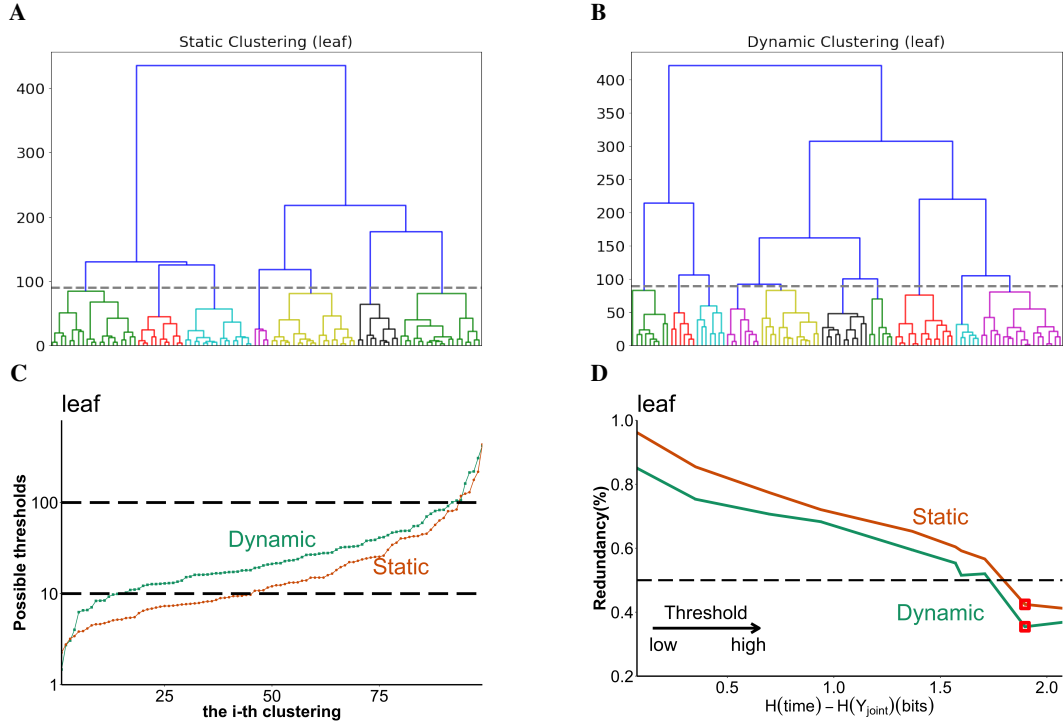 A
Static Clustering (leaf)
400
300
200
100
0
B
Dynamic Clustering (leaf)
400
350
300
250
200
150
100
50
0
C
leaf
Possible thresholds
100
10
1
Dynamic
Static
25
50
75
the i-th clustering
D
leaf
Redundancy(%)
1.0
0.8
0.6
0.4
0.2
Static
Dynamic
Threshold
low high
0.5
1.0
1.5
2.0
H(time) − H(Yjoint)(bits)